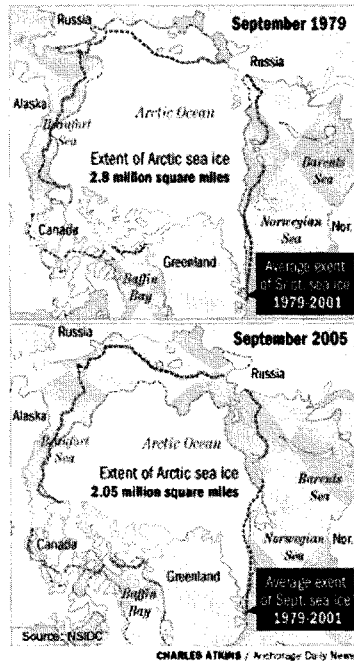 September 1979
Russia
Russia
Alaska
Arctic Ocean
Beaufort
Sea
Extent of Arctic sea ice
2.8 million square miles
Barents
Sea
Canada
Norwegian
Sea
Nor.
Greenland
Baffin
Bay
Average extent
of Sept. sea ice
1979-2001
September 2005
Russia
Russia
Alaska
Arctic Ocean
Beaufort
Sea
Extent of Arctic sea ice
2.05 million square miles
Barents
Sea
Canada
Norwegian
Sea
Nor.
Greenland
Baffin
Bay
Average extent
of Sept. sea ice
1979-2001
Source: NSIDC
CHARLES ATKINS / Anchorage Daily News